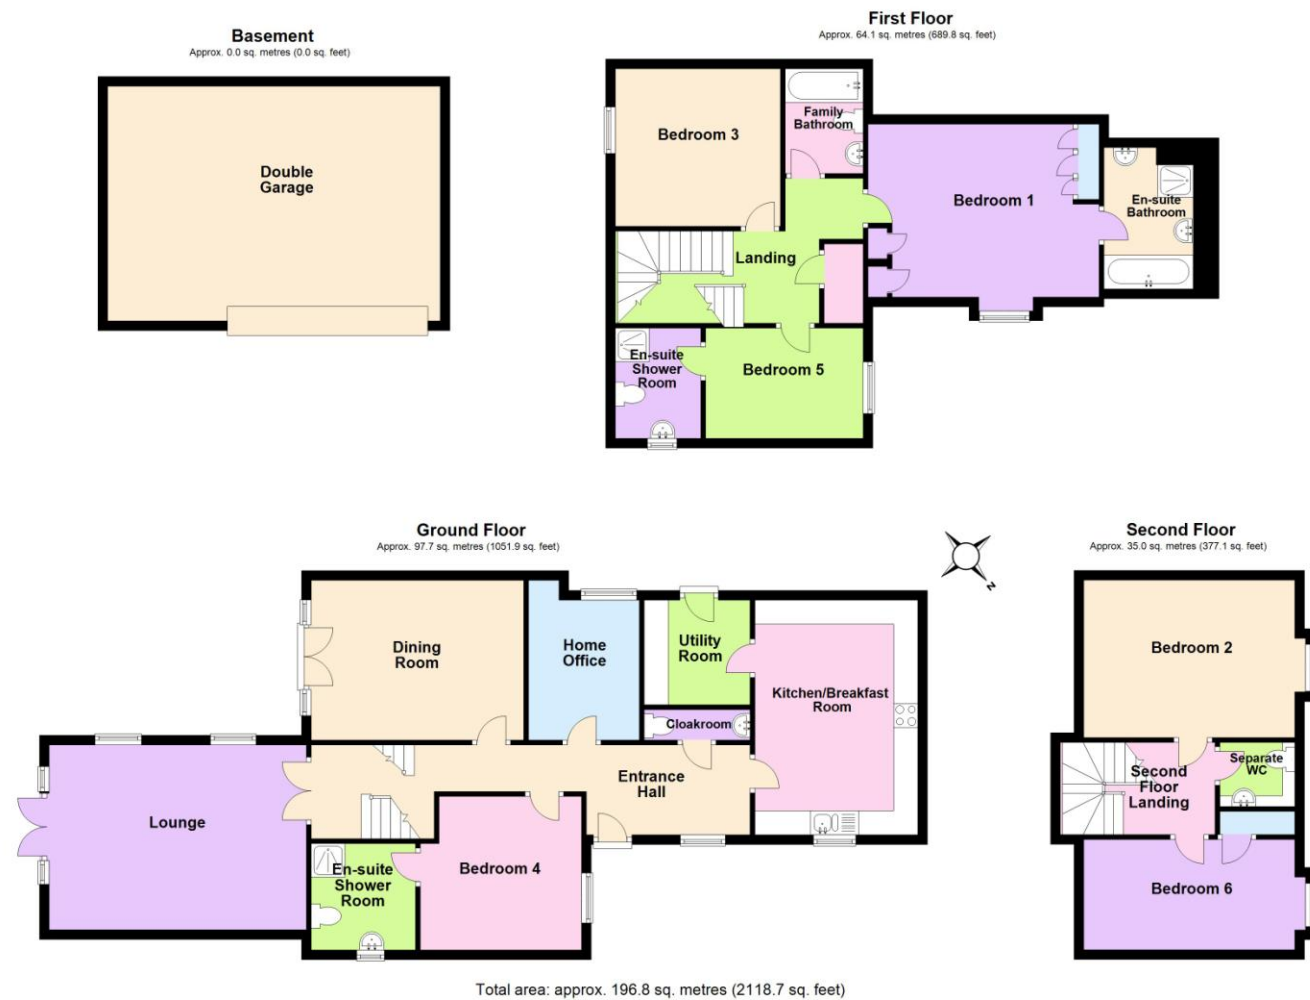 Basement
Approx. 0.0 sq. metres (0.0 sq. feet)
Double
Garage
First Floor
Approx. 64.1 sq. metres (689.8 sq. feet)
Bedroom 3
Family
Bathroom
Bedroom 1
En-suite
Bathroom
Landing
En-suite
Shower
Room
Bedroom 5
Ground Floor
Approx. 97.7 sq. metres (1051.9 sq. feet)
Dining
Room
Home
Office
Utility
Room
Kitchen/Breakfast
Room
Cloakroom
Entrance
Hall
Lounge
En-suite
Shower
Room
Bedroom 4
N
Second Floor
Approx. 35.0 sq. metres (377.1 sq. feet)
Bedroom 2
Separate
WC
Second
Floor
Landing
Bedroom 6
Total area: approx. 196.8 sq. metres (2118.7 sq. feet)